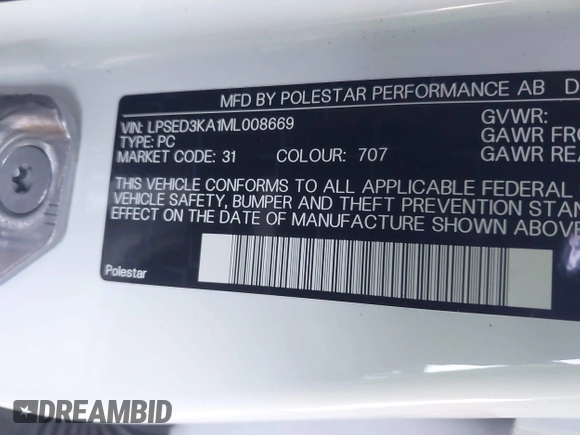 MFD BY POLESTAR PERFORMANCE AB D
VIN: LPSED3KA1ML008669 GVWR:
TYPE: PC GAWR FRO
MARKET CODE: 31 COLOUR: 707 GAWR REA
THIS VEHICLE CONFORMS TO ALL APPLICABLE FEDERAL
VEHICLE SAFETY, BUMPER AND THEFT PREVENTION STAN
EFFECT ON THE DATE OF MANUFACTURE SHOWN ABOVE
Polestar
DREAMBID